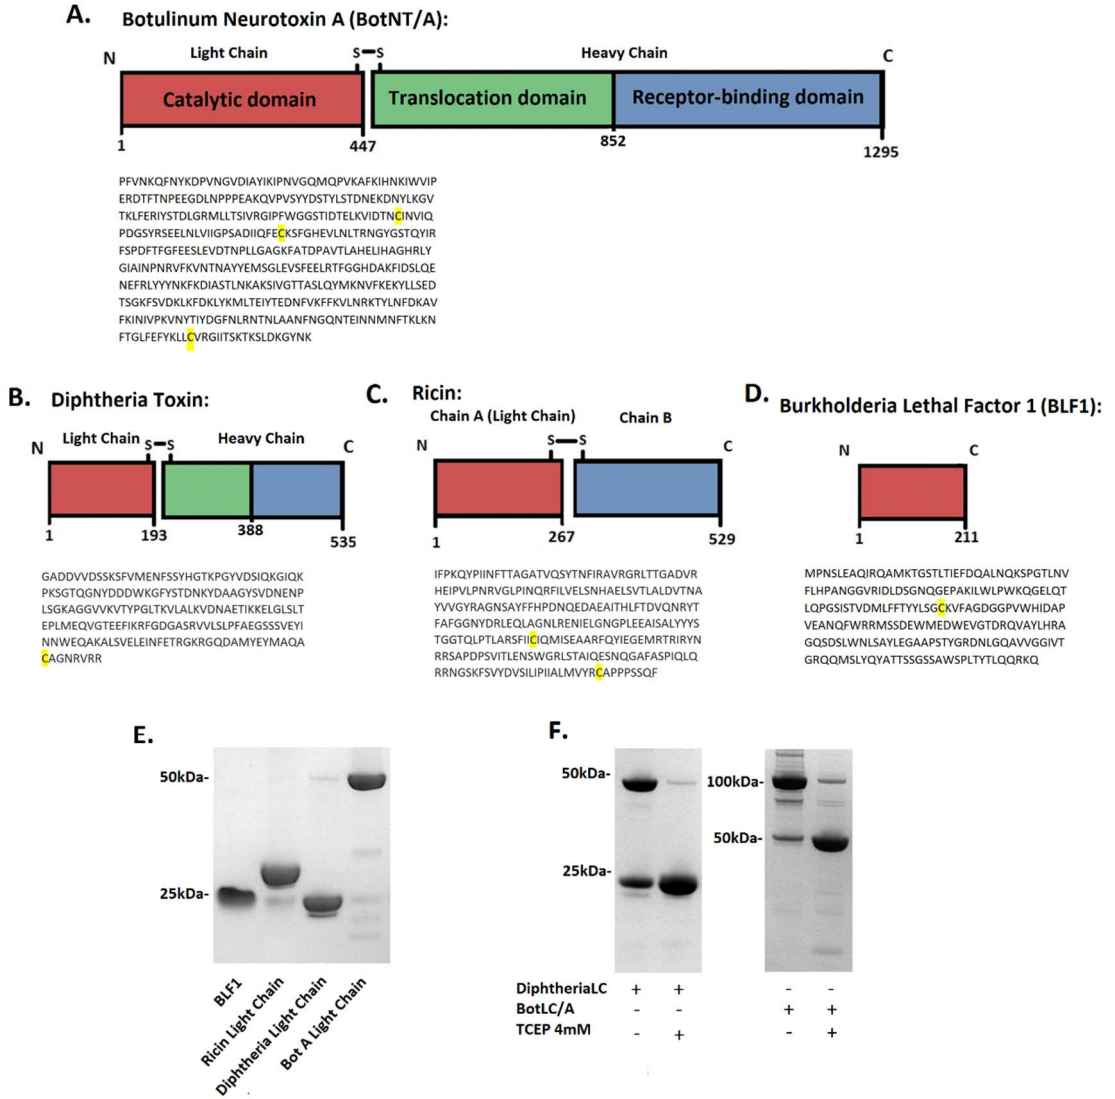 A. Botulinum Neurotoxin A (BotNT/A):
N Light Chain S S Heavy Chain C
Catalytic domain Translocation domain Receptor-binding domain
1 447 852 1295
PFVNKQFNYKDPVNGVDIAYIKIPNVGQMQPVKAFKIHNKIWVIP
ERDTFTNPEEGDLNPPPEAKQVPVSYYDSTYLSTDNEKDNYLKGV
TKLFERIYSTDLGRMLLTSIVRGIPFWGGSTIDTELKVIDTNCINVIQ
PDGSYRSEELNLVIIGPSADIIQFECKSFGHEVLNLTRNGYGSTQYIR
FSPDFTFGFEESLEVDTNPLLGAGKFATDPAVTLAHELIHAGHRLY
GIAINPNRVFKVNTNAYYEMSGLEVSFEELRTFGGHDAKFIDSLQE
NEFRLYYYNKFKDIASTLNKAKSIVGTTASLQYMKNVFKEKYLLSED
TSGKFSVDKLKFDKLYKMLTEIYTEDNFVKFFKVLNRKTYLNFDKAV
FKINIVPKVNYTIYDGFNLRNTNLAANFNGQNTEINNMNFTKLKN
FTGLFEFYKLLCVRGIITSKTKSLDKGYNK
B. Diphtheria Toxin:
N Light Chain S S Heavy Chain C
1 193 388 535
GADDVVDSSKSFVMENFSSYHGTKPGYVDSIQKGIQK
PKSGTQGNYDDDWKGFYSTDNKYDAAGYSVDNENP
LSGKAGGVVKVTYPGLTKVLALKVDNAETIKKELGLSLT
EPLMEQVGTEEFIKRFGDGASRVVLSLPFAEGSSSVEYI
NNWEQAKALSVELEINFETRGKRGQDAMYEYMAQA
CAGNRVRR
C. Ricin:
N Chain A (Light Chain) S S Chain B C
1 267 529
IFPKQYPIINFTTAGATVQSYTNFIRAVRGRLTTGADVR
HEIPVLPNRVGLPINQRFILVELSNHAELSVTLALDVTNA
YVVGYRAGNSAYFFHPDNQEDAEAITHLFTDVQNRYT
FAFGGNYDRLEQLAGNLRENIELGNGPLEEAISALYYYS
TGGTQLPTLARSFIICIQMISEAARFQYIEGEMRTRIRYN
RRSAPDPSVITLENSWGRLSTAIQESNQGAFASPIQLQ
RRNGSKFSVYDVSILIPIIALMVYRCAPPPSSQF
D. Burkholderia Lethal Factor 1 (BLF1):
N C
1 211
MPNSLEAQIRQAMKTGSTLTIEFDQALNQKSPGTLNV
FLHPANGGVRIDLDSGNQGEPAKILWLPWKQGELQT
LQPGSISTVDMLFFTYYLSGCKVFAGDGGPVWHIDAP
VEANQFWRRMSSDEWMEDWEVGTDRQVAYLHRA
GQSDSLWNLSAYLEGAAPSTYGRDNLGQAVVGGIVT
GRQQMSLYQYATTSSGSSAWSPLTYTLQQRKQ
E.
50kDa-
25kDa-
BLF1
Ricin Light Chain
Diphtheria Light Chain
Bot A Light Chain
F.
50kDa-
25kDa-
100kDa-
50kDa-
DiphtheriaLC + + - -
BotLC/A - - + +
TCEP 4mM - + - +